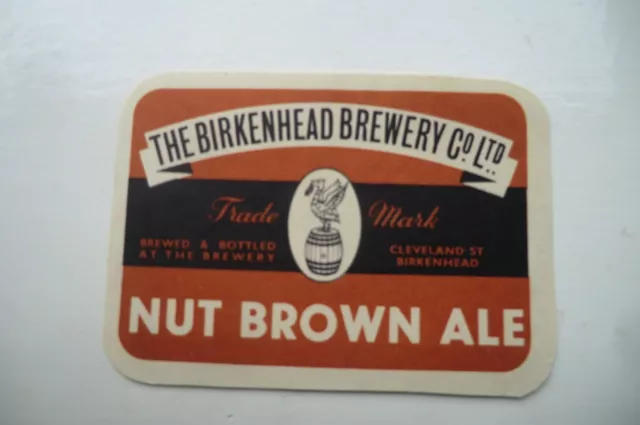 THE BIRKENHEAD BREWERY CO. LTD..
Trade Mark
BREWED & BOTTLED
AT THE BREWERY
CLEVELAND ST
BIRKENHEAD
NUT BROWN ALE